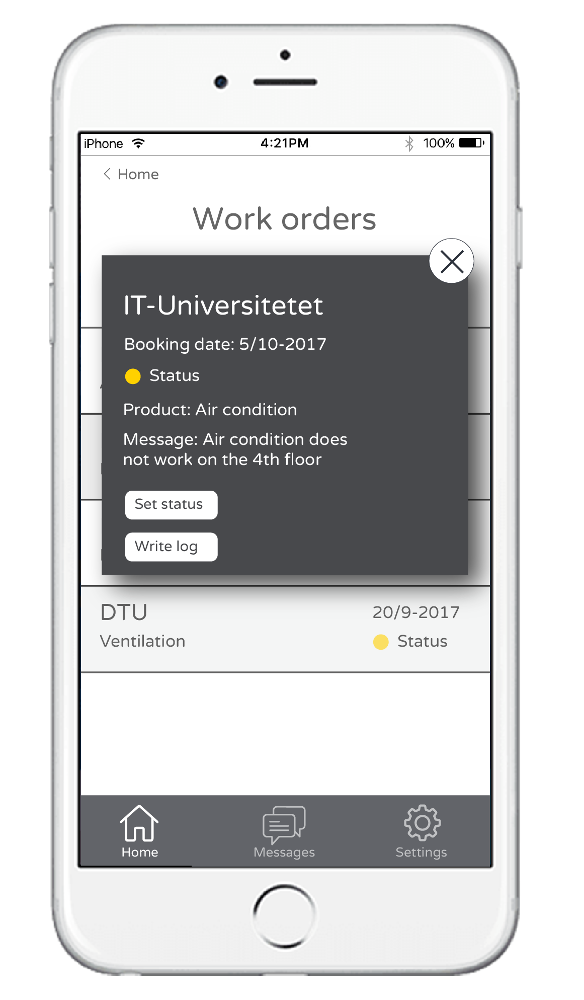 iPhone 4:21PM 100%
Home
Work orders
IT-Universitetet
Booking date: 5/10-2017
Status
Product: Air condition
Message: Air condition does
not work on the 4th floor
Set status
Write log
DTU 20/9-2017
Ventilation Status
Home Messages Settings